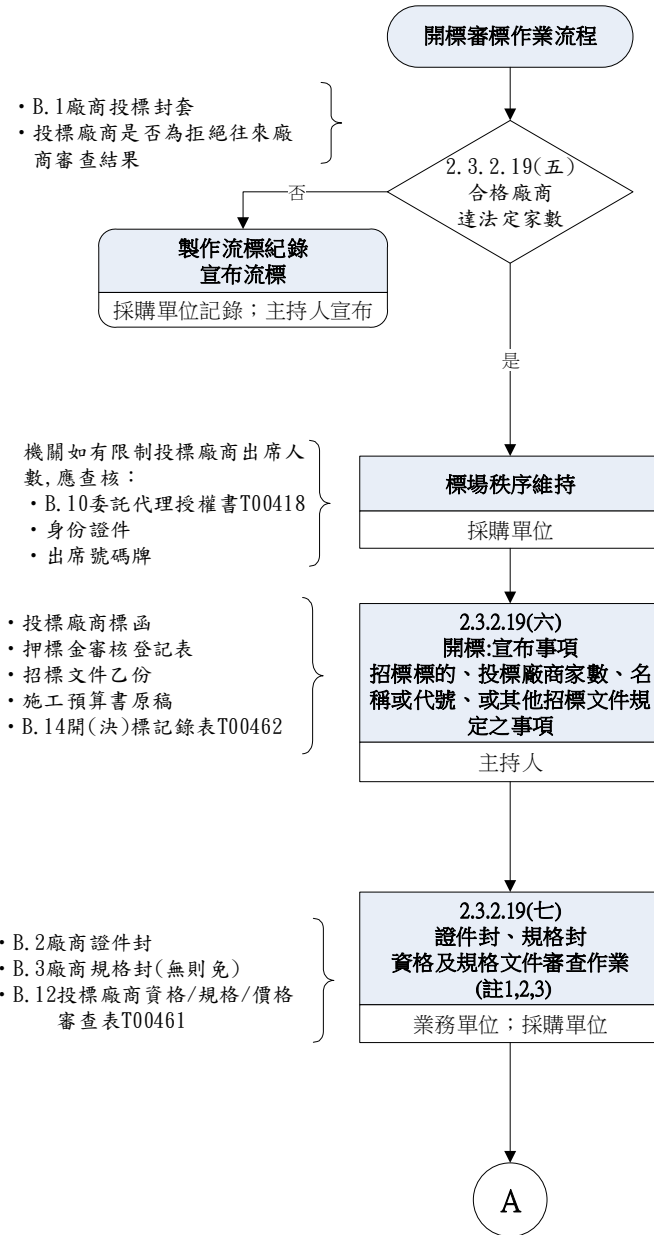 開標審標作業流程
・B.1廠商投標封套
・投標廠商是否為拒絕往來廠
商審查結果
2.3.2.19(五)
合格廠商
達法定家數
否
製作流標紀錄
宣布流標
採購單位記錄；主持人宣布
是
機關如有限制投標廠商出席人
數,應查核：
・B.10委託代理授權書T00418
・身份證件
・出席號碼牌
標場秩序維持
採購單位
・投標廠商標函
・押標金審核登記表
・招標文件乙份
・施工預算書原稿
・B.14開(決)標記錄表T00462
2.3.2.19(六)
開標:宣布事項
招標標的、投標廠商家數、名
稱或代號、或其他招標文件規
定之事項
主持人
・B.2廠商證件封
・B.3廠商規格封(無則免)
・B.12投標廠商資格/規格/價格
審查表T00461
2.3.2.19(七)
證件封、規格封
資格及規格文件審查作業
(註1,2,3)
業務單位；採購單位
A